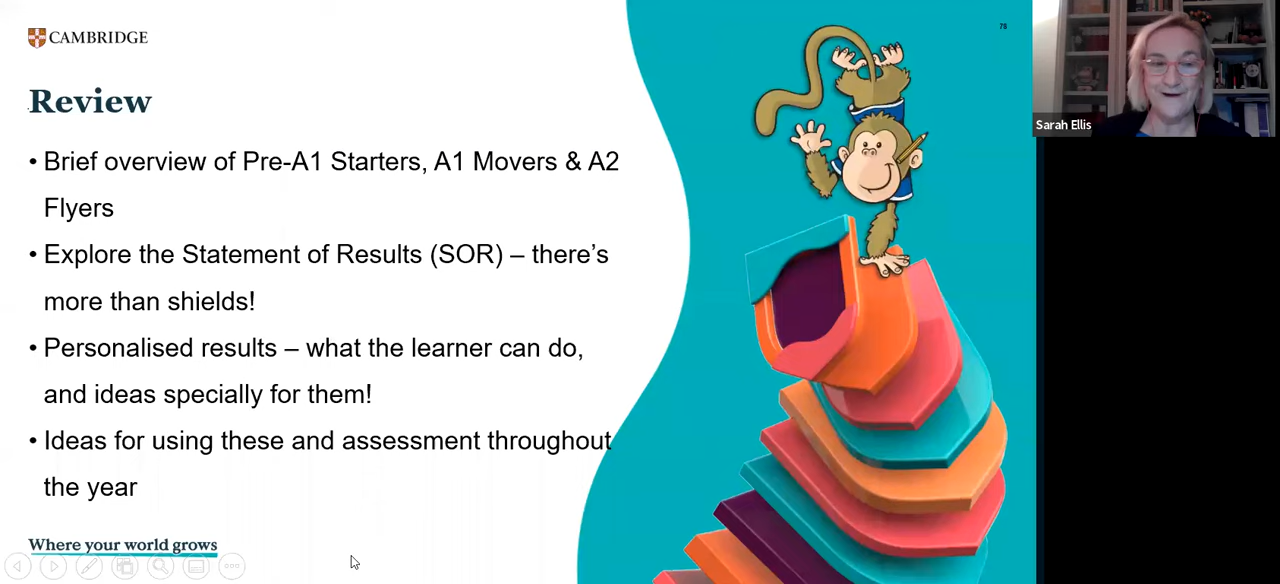 CAMBRIDGE
78
Review
• Brief overview of Pre-A1 Starters, A1 Movers & A2
Flyers
• Explore the Statement of Results (SOR) – there’s
more than shields!
• Personalised results – what the learner can do,
and ideas specially for them!
• Ideas for using these and assessment throughout
the year
Where your world grows
Sarah Ellis